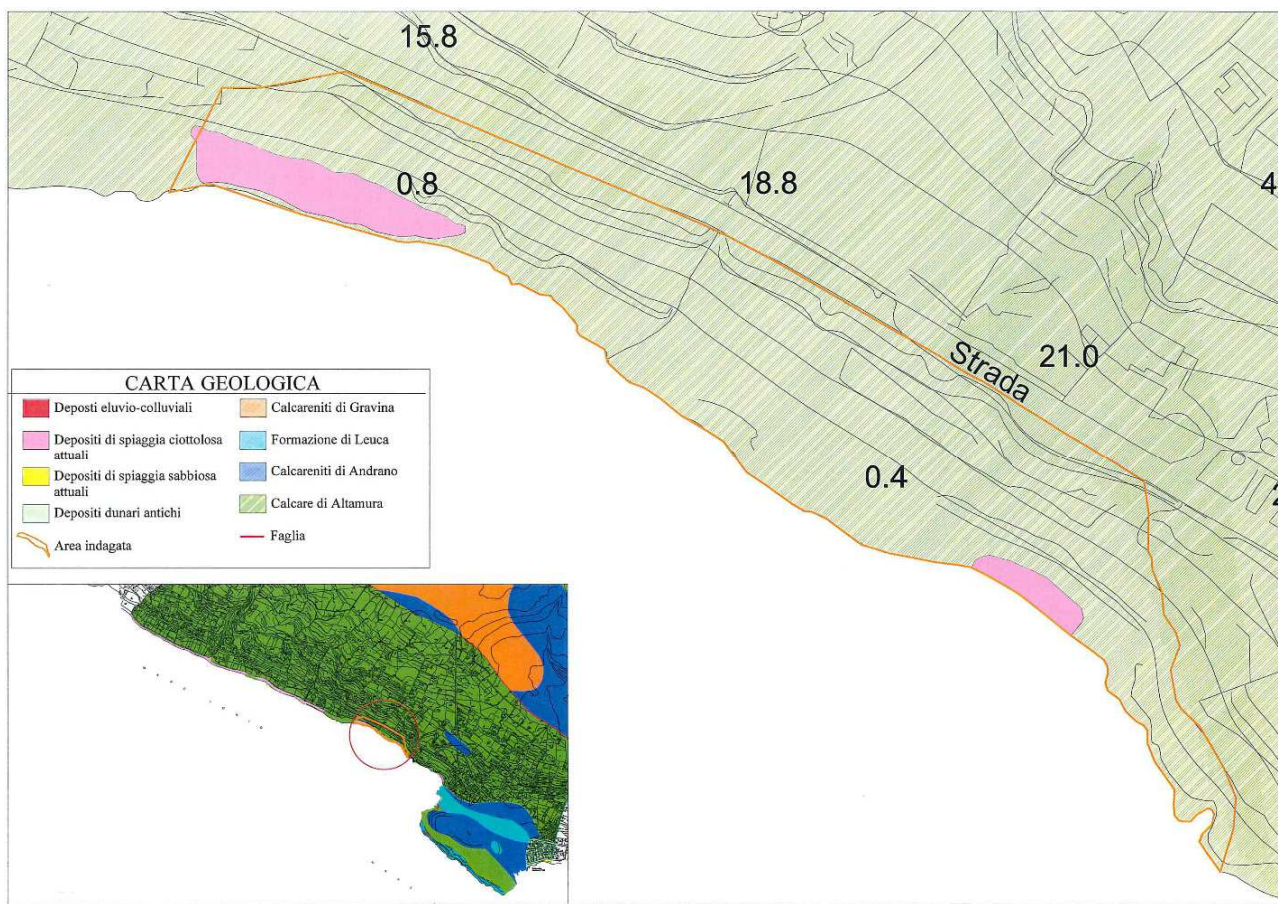 15.8
0.8
18.8
4
Strada
21.0
0.4
2
CARTA GEOLOGICA
Deposti eluvio-colluviali
Depositi di spiaggia ciottolosa
attuali
Depositi di spiaggia sabbiosa
attuali
Depositi dunari antichi
Area indagata
Calcareniti di Gravina
Formazione di Leuca
Calcareniti di Andrano
Calcare di Altamura
Faglia